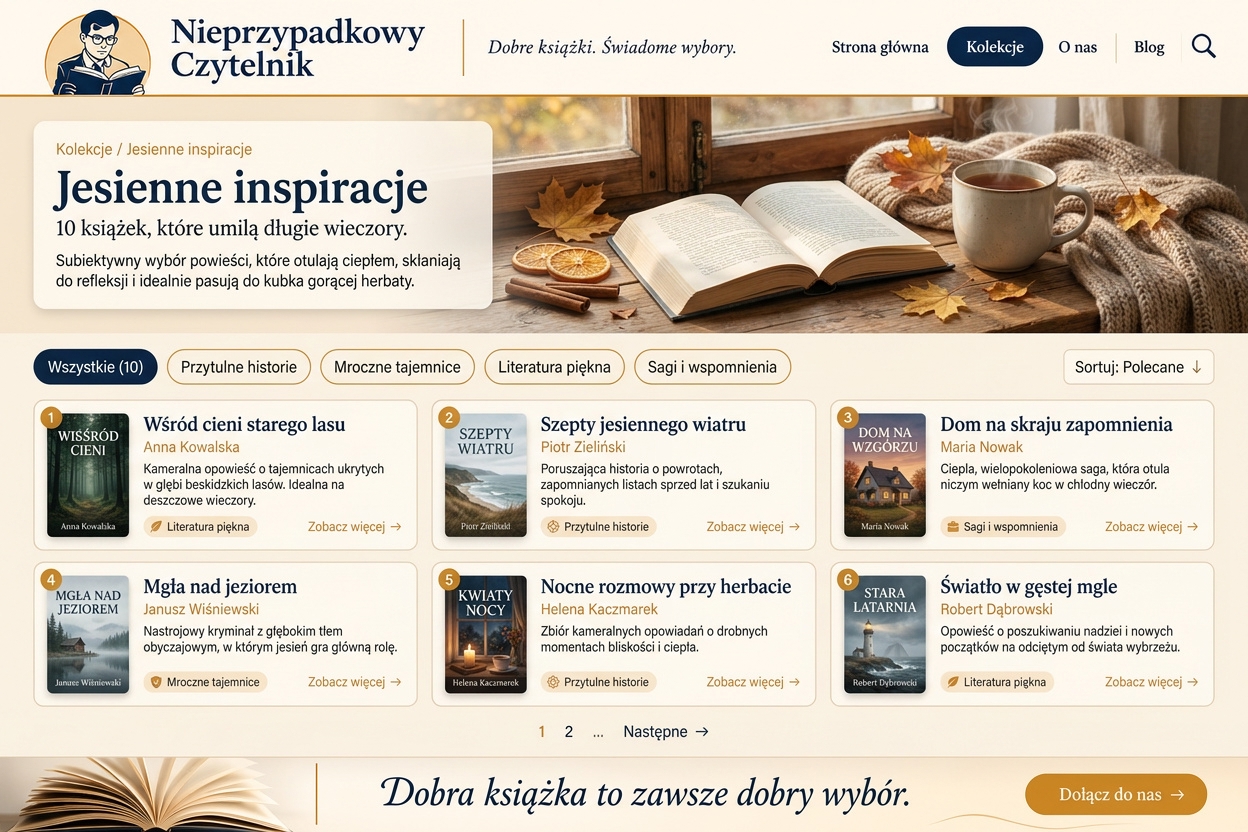 Nieprzypadkowy
Czytelnik
Dobre książki. Świadome wybory.
Strona główna
Kolekcje
O nas
Blog
Kolekcje / Jesienne inspiracje
Jesienne inspiracje
10 książek, które umilą długie wieczory.
Subiektywny wybór powieści, które otulają ciepłem, skłaniają
do refleksji i idealnie pasują do kubka gorącej herbaty.
Wszystkie (10)
Przytulne historie
Mroczne tajemnice
Literatura piękna
Sagi i wspomnienia
Sortuj: Polecane ↓
1
WIŚŚRÓD
CIENI
Anna Kowalska
Wśród cieni starego lasu
Anna Kowalska
Kameralna opowieść o tajemnicach ukrytych
w głębi beskidzkich lasów. Idealna na
deszczowe wieczory.
Literatura piękna
Zobacz więcej →
2
SZEPTY
WIATRU
Piotr
Szepty jesiennego wiatru
Piotr Zieliński
Poruszająca historia o powrotach,
zapomnianych listach sprzed lat i szukaniu
spokoju.
Przytulne historie
Zobacz więcej →
3
DOM NA
WZGÓRZU
Maria Nowak
Dom na skraju zapomnienia
Maria Nowak
Ciepła, wielopokoleniowa saga, która otula
niczym wełniany koc w chłodny wieczór.
Sagi i wspomnienia
Zobacz więcej →
4
MGŁA NAD
JEZIOREM
Mgła nad jeziorem
Janusz Wiśniewski
Nastrojowy kryminał z głębokim tłem
obyczajowym, w którym jesień gra główną rolę.
Mroczne tajemnice
Zobacz więcej →
5
KWIATY
NOCY
Helena Kaczmarek
Nocne rozmowy przy herbacie
Helena Kaczmarek
Zbiór kameralnych opowiadań o drobnych
momentach bliskości i ciepła.
Przytulne historie
Zobacz więcej →
6
STARA
LATARNIA
Światło w gęstej mgle
Robert Dąbrowski
Opowieść o poszukiwaniu nadziei i nowych
początków na odciętym od świata wybrzeżu.
Literatura piękna
Zobacz więcej →
1 2 ... Następne →
Dobra książka to zawsze dobry wybór.
Dołącz do nas →